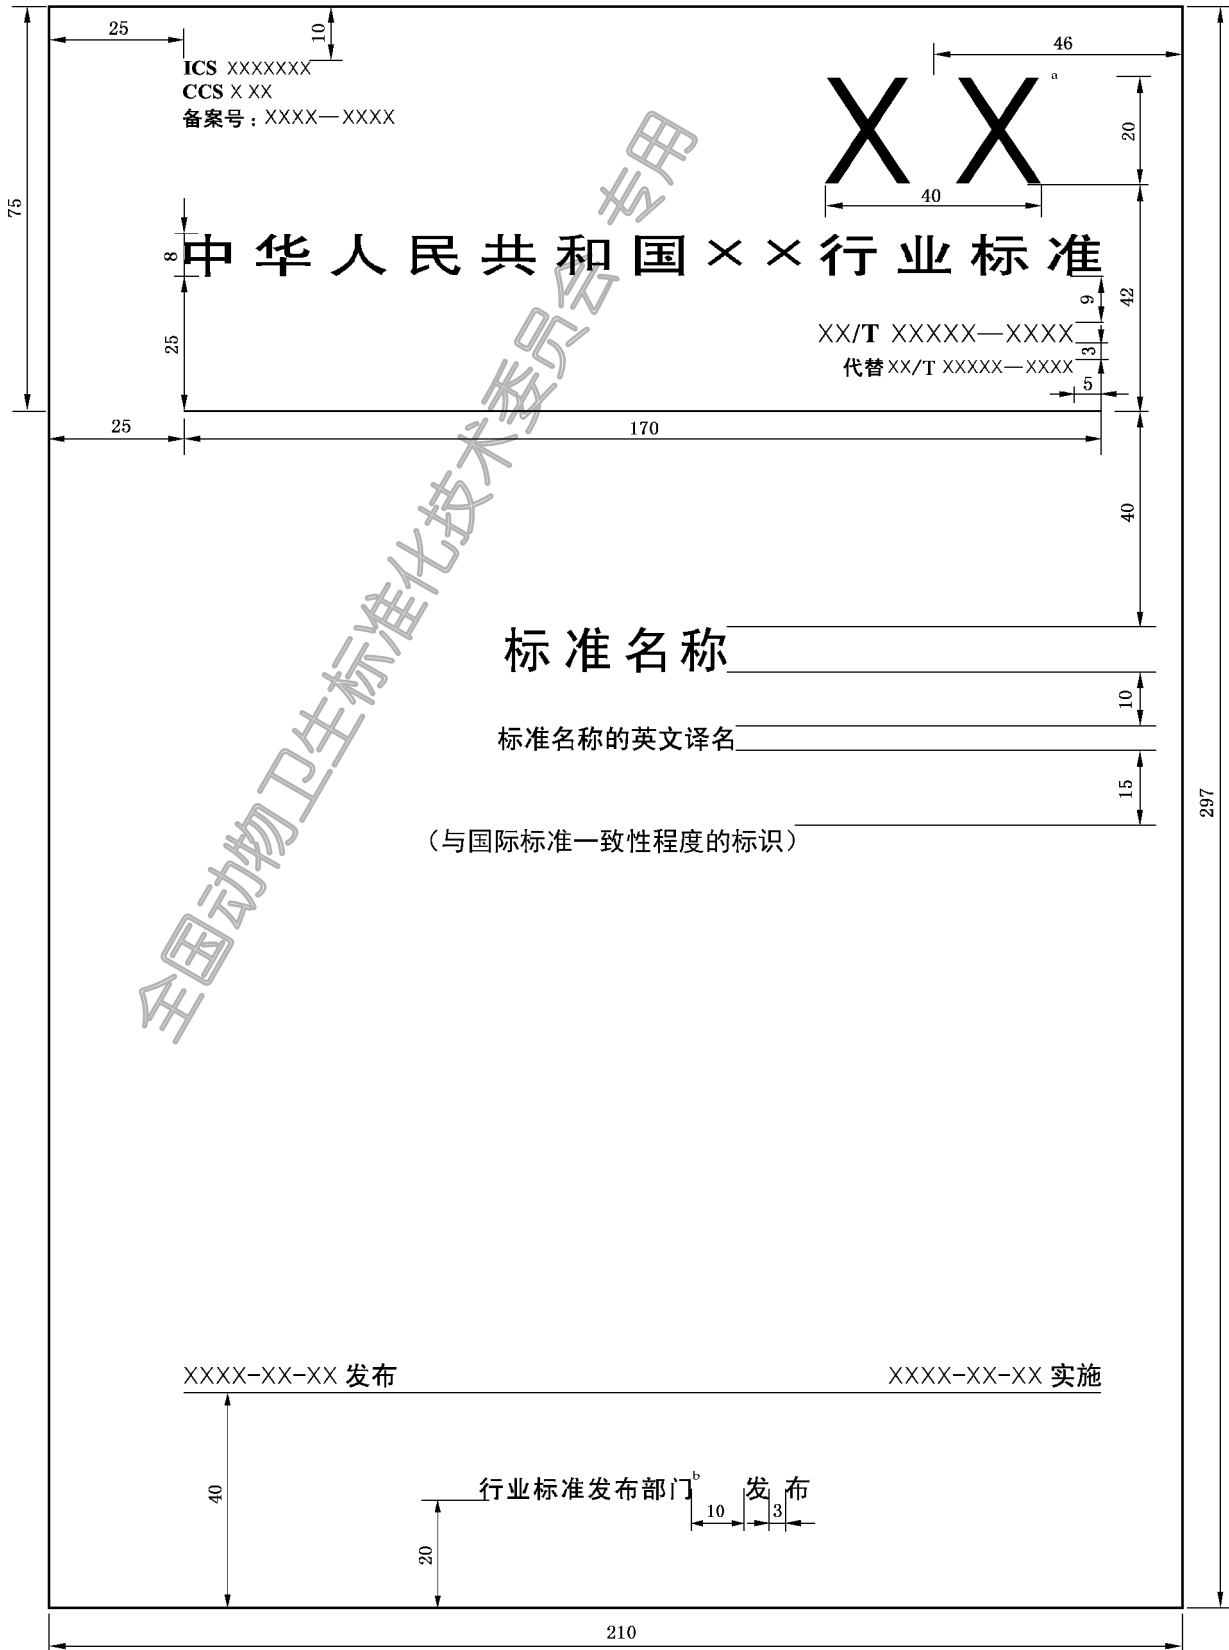 25
10
46
ICS XXXXXXX
CCS X XX
备案号：XXXX—XXXX
XX a
20
40
75
8
中华人民共和国××行业标准
42
9
25
XX/T XXXXX—XXXX
3
代替XX/T XXXXX—XXXX
5
25
170
40
标准名称
10
标准名称的英文译名
15
297
（与国际标准一致性程度的标识）
全国动物卫生标准化技术委员会 专用
XXXX-XX-XX 发布
XXXX-XX-XX 实施
40
行业标准发布部门b 发布
10
3
20
210